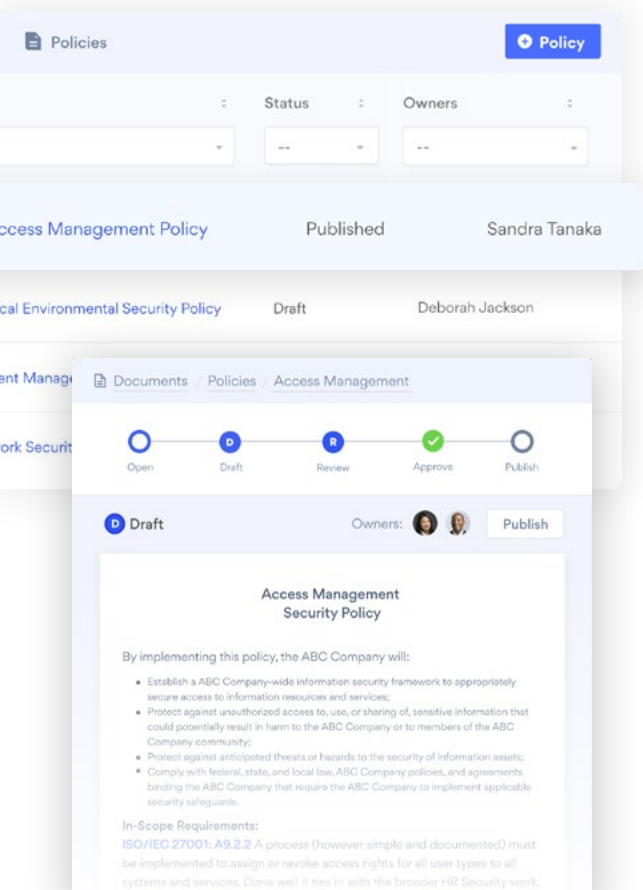 Policies
Policy
Status
Owners
--
--
ccess Management Policy
Published
Sandra Tanaka
cal Environmental Security Policy
Draft
Deborah Jackson
ent Manage
ork Securit
Documents / Policies / Access Management
D
R
Open
Draft
Review
Approve
Publish
D Draft
Owners:
Publish
Access Management
Security Policy
By implementing this policy, the ABC Company will:
• Establish a ABC Company-wide information security framework to appropriately
secure access to information resources and services;
• Protect against unauthorized access to, use, or sharing of, sensitive information that
could potentially result in harm to the ABC Company or to members of the ABC
Company community;
• Protect against anticipated threats or hazards to the security of information assets;
• Comply with federal, state, and local law, ABC Company policies, and agreements
binding the ABC Company that require the ABC Company to implement applicable
security safeguards.
In-Scope Requirements:
ISO/IEC 27001: A9.2.2 A process (however simple and documented) must
be implemented to assign or revoke access rights for all user types to all
systems and services. Done well it ties in with the broader HR Security work.